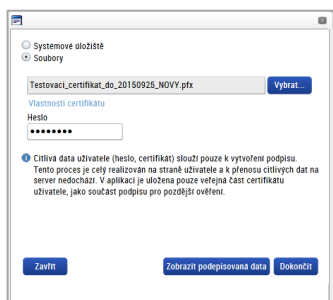 Systémové úložiště
Soubory
Testovaci_certifikat_do_20150925_NOVY.pfx
Vybrat...
Vlastnosti certifikátu
Heslo
Citlivá data uživatele (heslo, certifikát) slouží pouze k vytvoření podpisu.
Tento proces je celý realizován na straně uživatele a k přenosu citlivých dat na
server nedochází. V aplikaci je uložena pouze veřejná část certifikátu
uživatele, jako součást podpisu pro pozdější ověření.
Zavřít
Zobrazit podepisovaná data
Dokončit